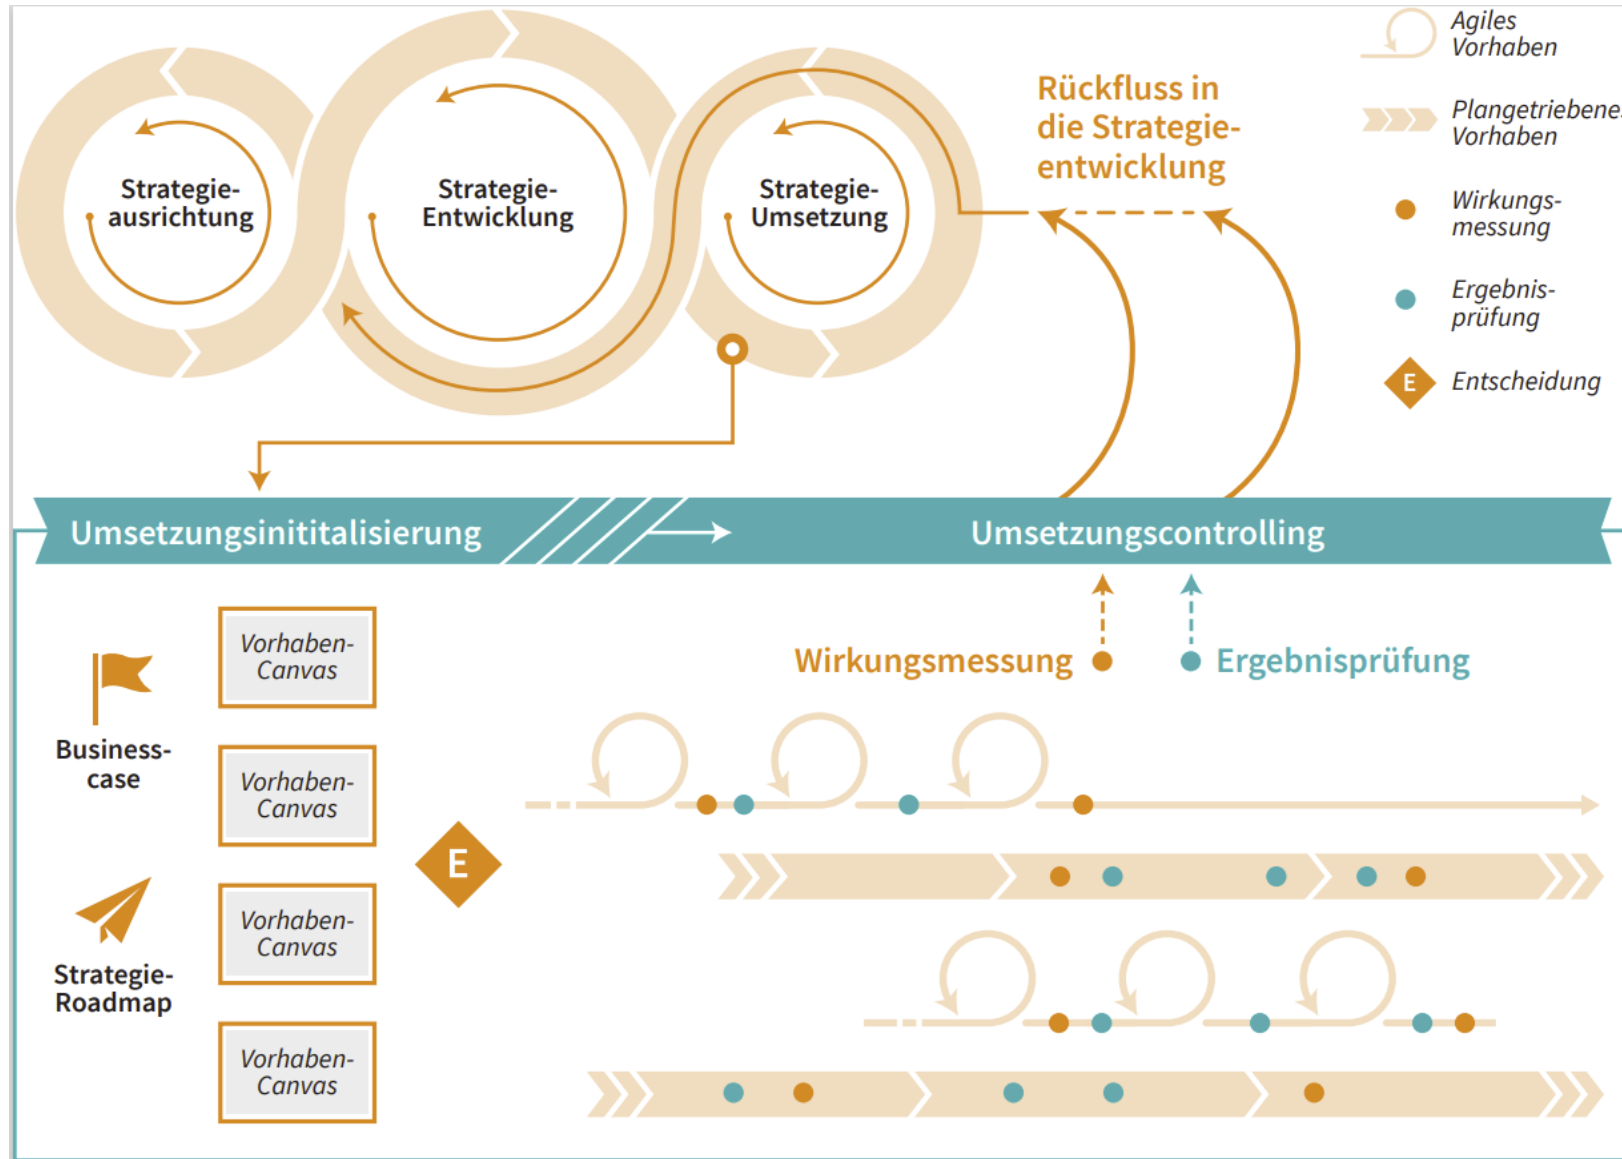 Strategie-
ausrichtung
Strategie-
Entwicklung
Strategie-
Umsetzung
Rückfluss in
die Strategie-
entwicklung
Agiles
Vorhaben
Plangetriebene
Vorhaben
Wirkungs-
messung
Ergebnis-
prüfung
E
Entscheidung
Umsetzungsinititalisierung
Umsetzungscontrolling
Wirkungsmessung
Ergebnisprüfung
Business-
case
Strategie-
Roadmap
Vorhaben-
Canvas
Vorhaben-
Canvas
Vorhaben-
Canvas
Vorhaben-
Canvas
E